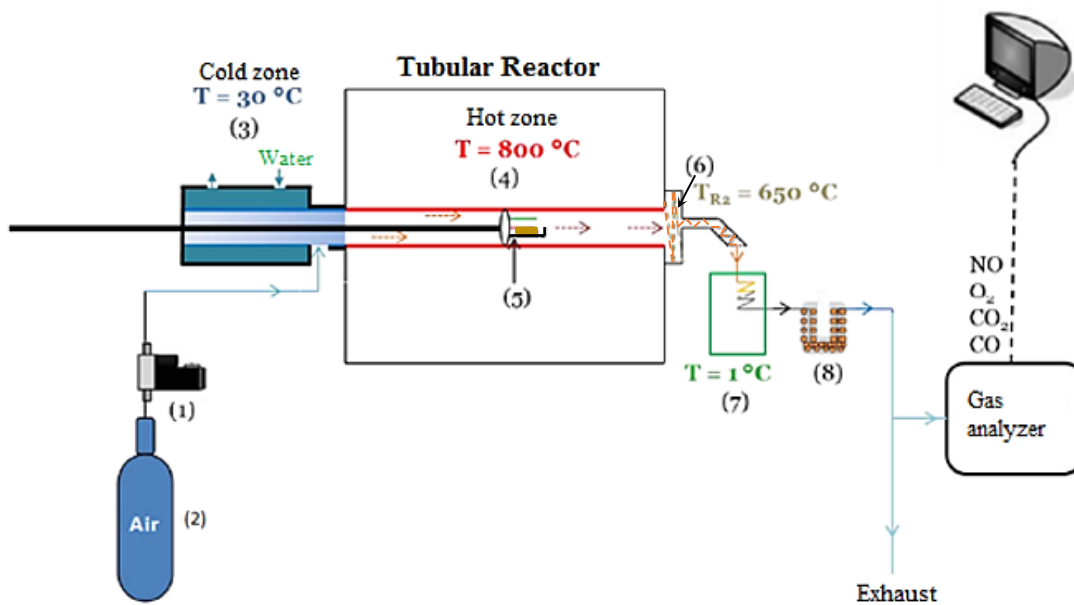 Tubular Reactor
Cold zone
T = 30 °C
(3)
Water
Hot zone
T = 800 °C
(4)
(5)
(6)
T_R2 = 650 °C
T = 1 °C
(7)
(8)
(1)
Air
(2)
NO
O₂
CO₂
CO
Gas
analyzer
Exhaust